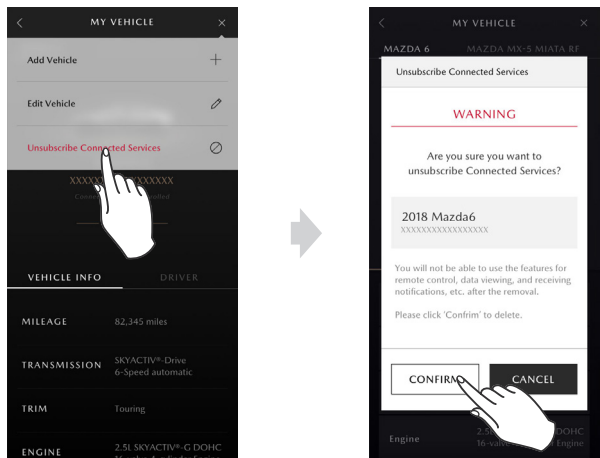 MY VEHICLE
Add Vehicle
Edit Vehicle
Unsubscribe Connected Services
XXXXX XXXXXXX
VEHICLE INFO DRIVER
MILEAGE 82,345 miles
TRANSMISSION SKYACTIV®-Drive
6-Speed automatic
TRIM Touring
ENGINE 2.5L SKYACTIV®-G DOHC
MY VEHICLE
MAZDA 6 MAZDA MX-5 MIATA RF
Unsubscribe Connected Services
WARNING
Are you sure you want to
unsubscribe Connected Services?
2018 Mazda6
XXXXXXXXXXXXXXXXX
You will not be able to use the features for
remote control, data viewing, and receiving
notifications, etc. after the removal.
Please click 'Confrim' to delete.
CONFIRM CANCEL
Engine